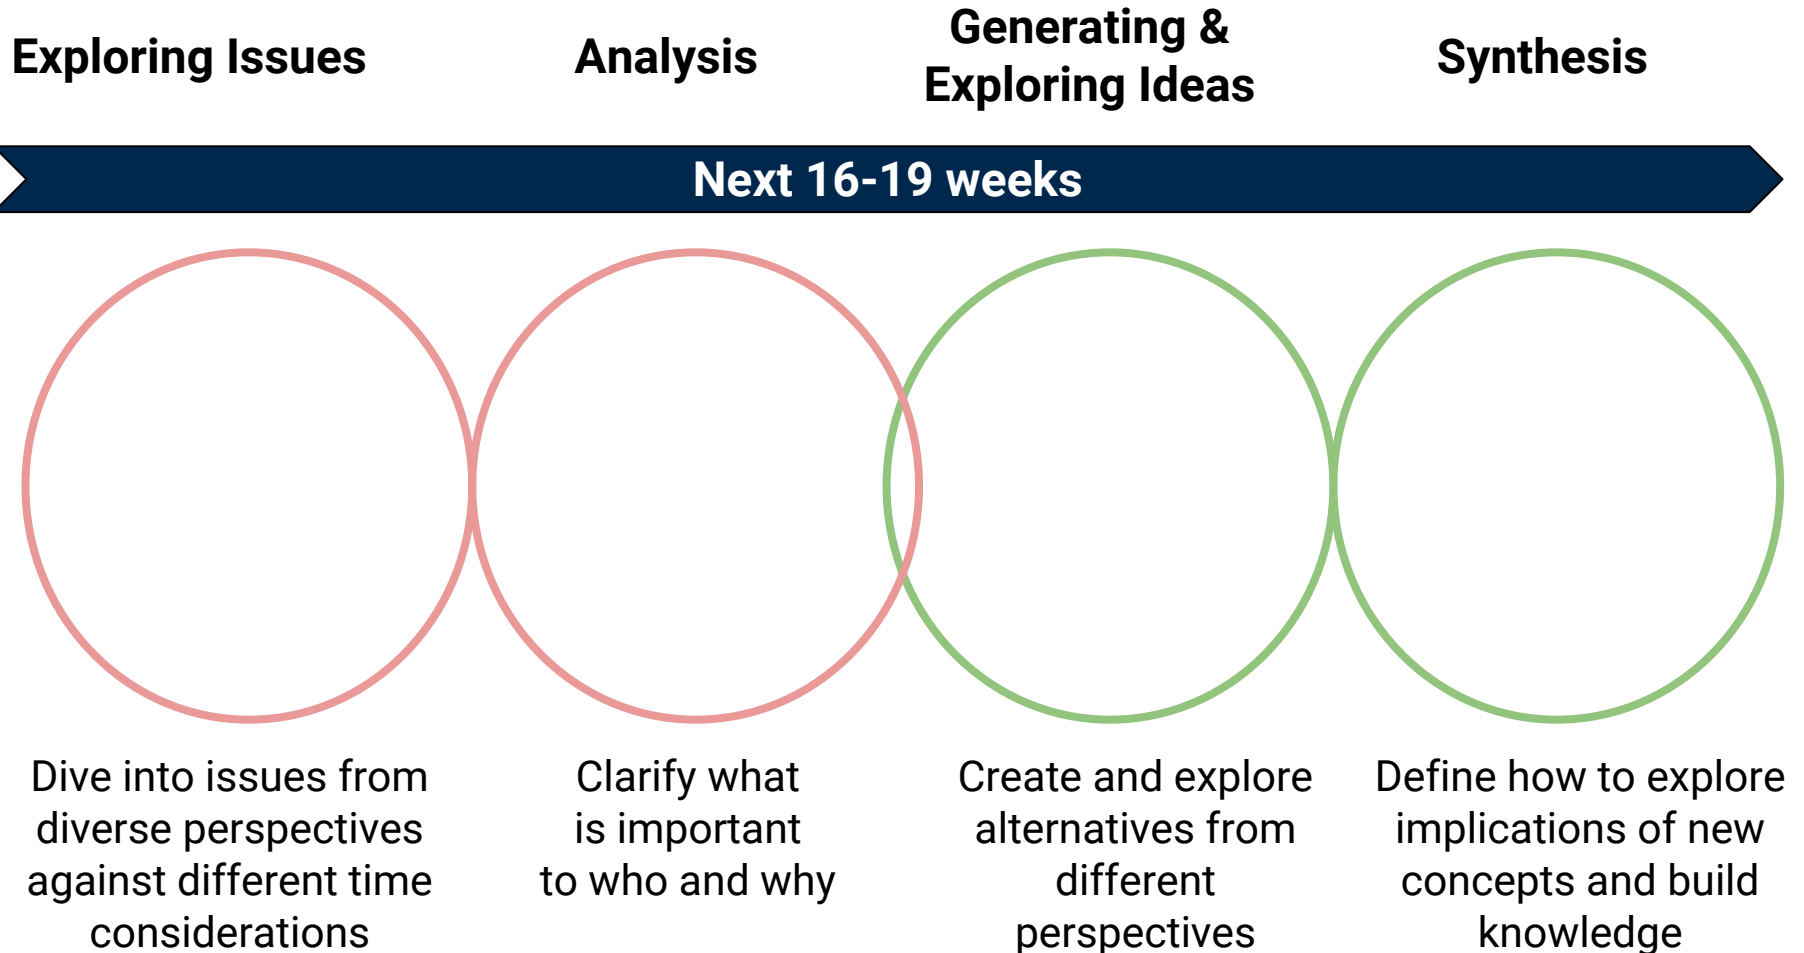 Exploring Issues
Analysis
Generating &
Exploring Ideas
Synthesis
Next 16-19 weeks
Dive into issues from
diverse perspectives
against different time
considerations
Clarify what
is important
to who and why
Create and explore
alternatives from
different
perspectives
Define how to explore
implications of new
concepts and build
knowledge